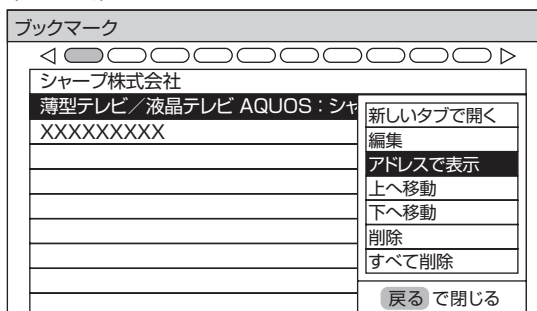 ブックマーク
シャープ株式会社
薄型テレビ／液晶テレビ AQUOS：シャ
XXXXXXXXX
新しいタブで開く
編集
アドレスで表示
上へ移動
下へ移動
削除
すべて削除
戻る で閉じる